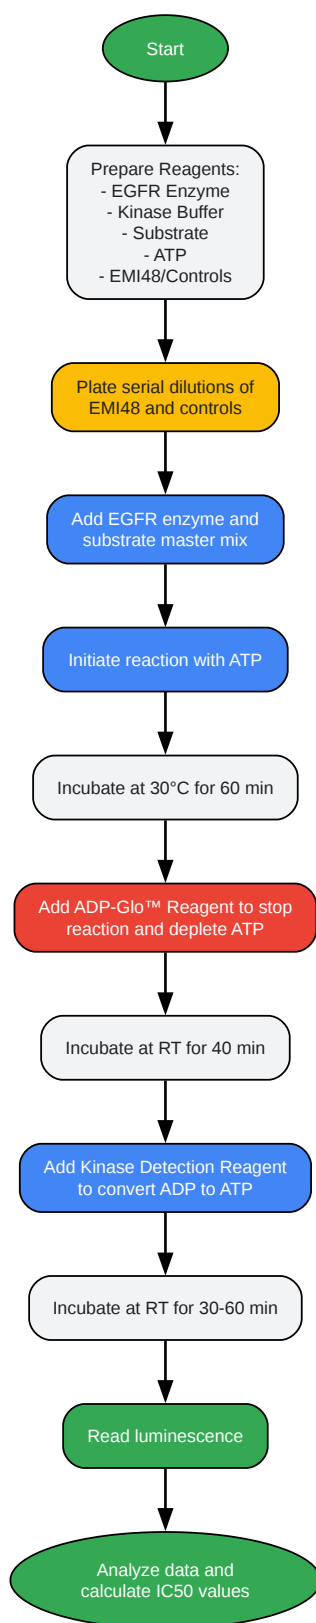 Start
Prepare Reagents:
- EGFR Enzyme
- Kinase Buffer
- Substrate
- ATP
- EMI48/Controls
Plate serial dilutions of
EMI48 and controls
Add EGFR enzyme and
substrate master mix
Initiate reaction with ATP
Incubate at 30°C for 60 min
Add ADP-Glo™ Reagent to stop
reaction and deplete ATP
Incubate at RT for 40 min
Add Kinase Detection Reagent
to convert ADP to ATP
Incubate at RT for 30-60 min
Read luminescence
Analyze data and
calculate IC50 values